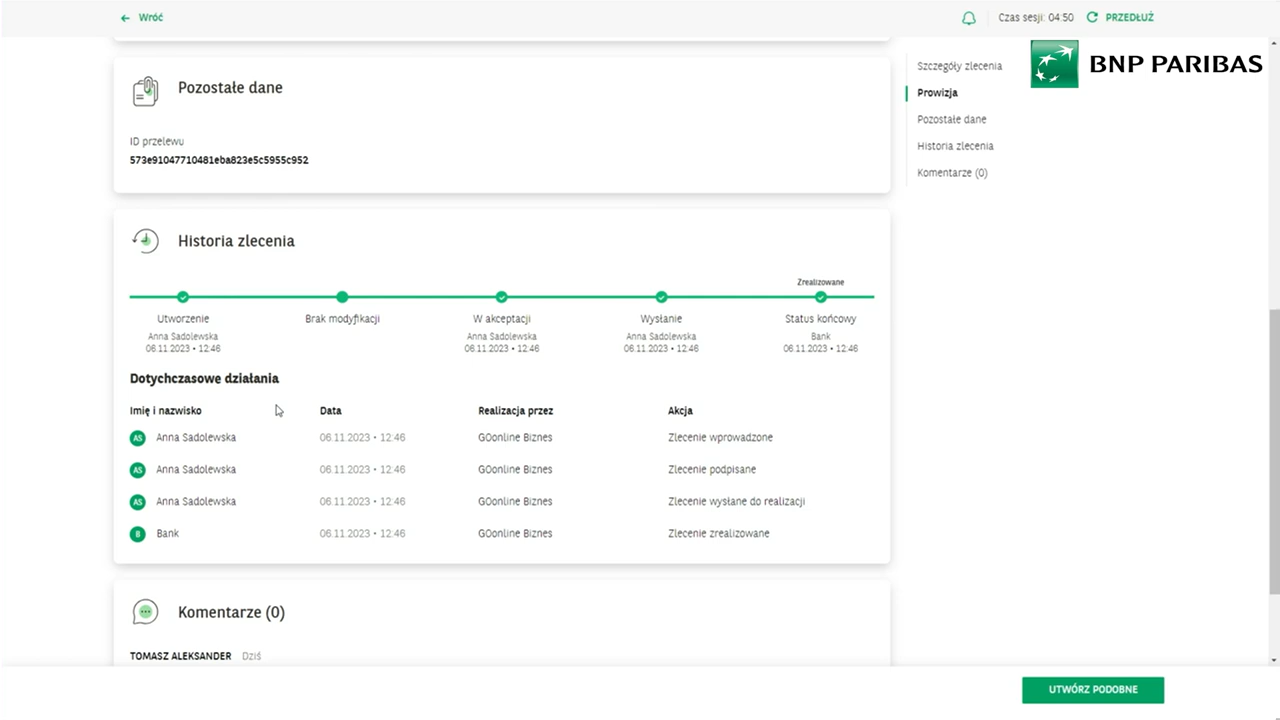 Wróć
Czas sesji: 04:50 PRZEDŁUŻ
BNP PARIBAS
Szczegóły zlecenia
Prowizja
Pozostałe dane
Historia zlecenia
Komentarze (0)
Pozostałe dane
ID przelewu
573e91047710481eba823e5c5955c952
Historia zlecenia
Zrealizowane
Utworzenie Brak modyfikacji W akceptacji Wysłanie Status końcowy
Anna Sadolewska Anna Sadolewska Anna Sadolewska Bank
06.11.2023 • 12:46 06.11.2023 • 12:46 06.11.2023 • 12:46 06.11.2023 • 12:46
Dotychczasowe działania
Imię i nazwisko Data Realizacja przez Akcja
AS Anna Sadolewska 06.11.2023 • 12:46 GOonline Biznes Zlecenie wprowadzone
AS Anna Sadolewska 06.11.2023 • 12:46 GOonline Biznes Zlecenie podpisane
AS Anna Sadolewska 06.11.2023 • 12:46 GOonline Biznes Zlecenie wysłane do realizacji
B Bank 06.11.2023 • 12:46 GOonline Biznes Zlecenie zrealizowane
Komentarze (0)
TOMASZ ALEKSANDER Dziś
UTWÓRZ PODOBNE